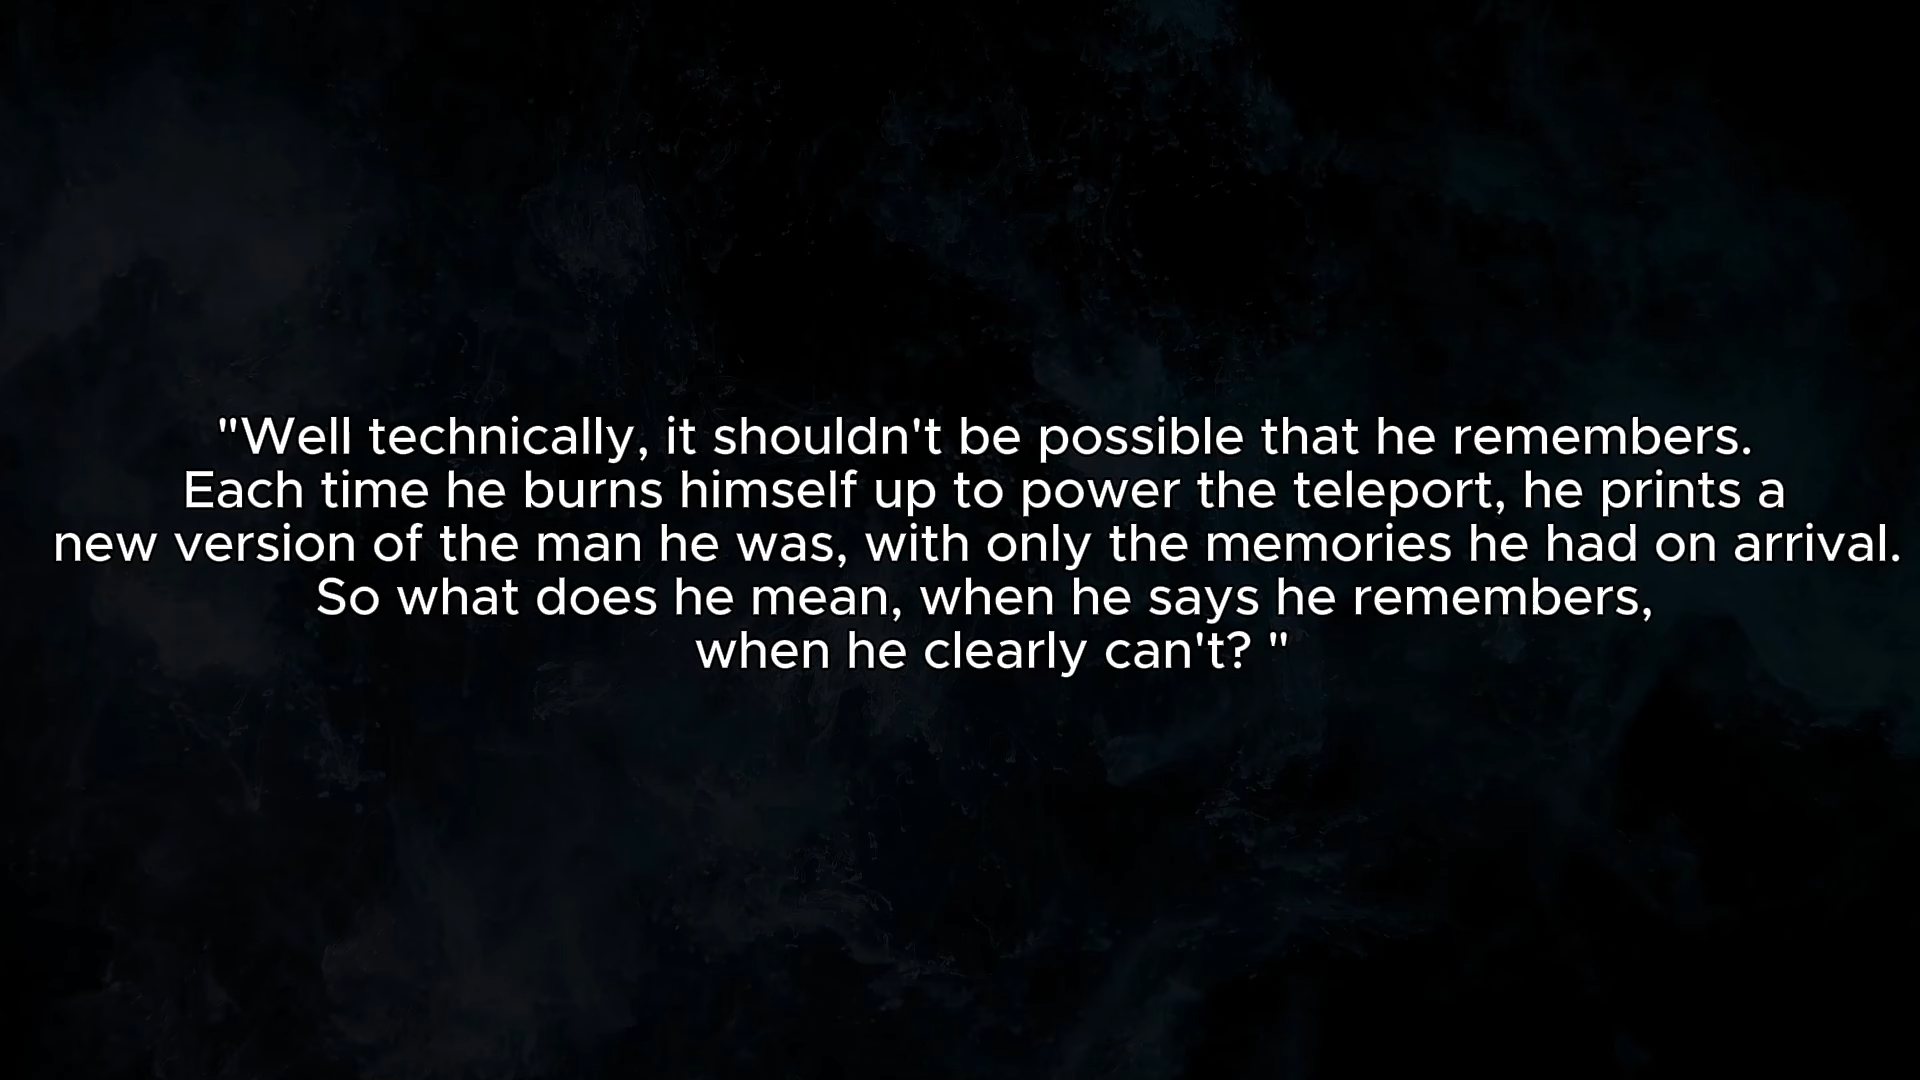 "Well technically, it shouldn't be possible that he remembers.
Each time he burns himself up to power the teleport, he prints a
new version of the man he was, with only the memories he had on arrival.
So what does he mean, when he says he remembers,
when he clearly can't? "